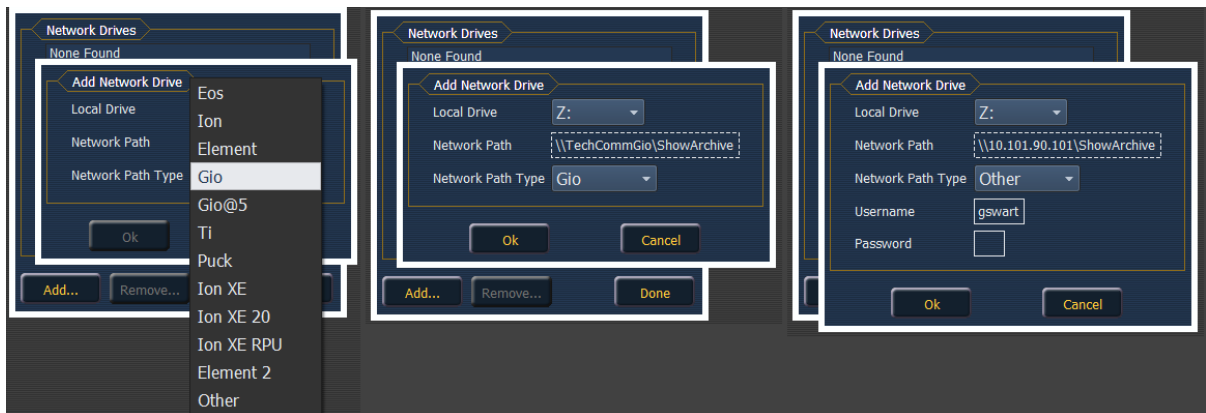 Network Drives
None Found
Add Network Drive
Local Drive
Network Path
Network Path Type
Eos
Ion
Element
Gio
Gio@5
Ti
Puck
Ion XE
Ion XE 20
Ion XE RPU
Element 2
Other
Ok
Add...
Remove...
Network Drives
None Found
Add Network Drive
Local Drive Z:
Network Path \\TechCommGio\ShowArchive
Network Path Type Gio
Ok Cancel
Add... Remove... Done
Network Drives
None Found
Add Network Drive
Local Drive Z:
Network Path \\10.101.90.101\ShowArchive
Network Path Type Other
Username gswart
Password
Ok Cancel